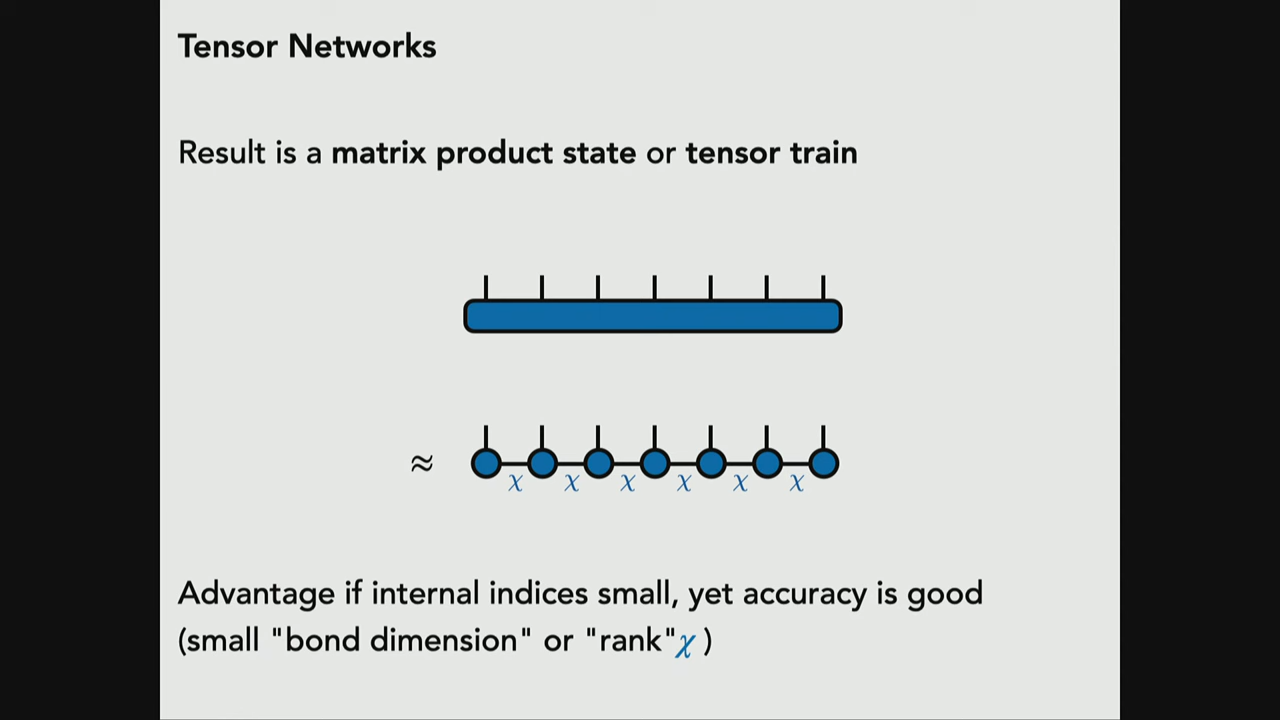 Tensor Networks
Result is a matrix product state or tensor train
≈
χ χ χ χ χ χ
Advantage if internal indices small, yet accuracy is good
(small "bond dimension" or "rank"χ )